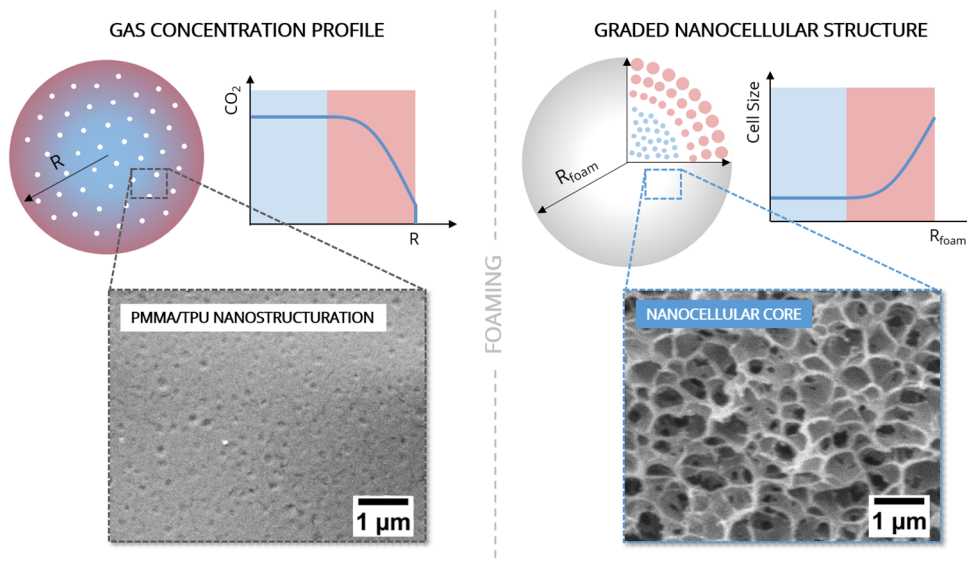 GAS CONCENTRATION PROFILE
R
CO₂
R
PMMA/TPU NANOSTRUCTURATION
1 µm
FOAMING
GRADED NANOCELLULAR STRUCTURE
Rfoam
Cell Size
Rfoam
NANOCELLULAR CORE
1 µm